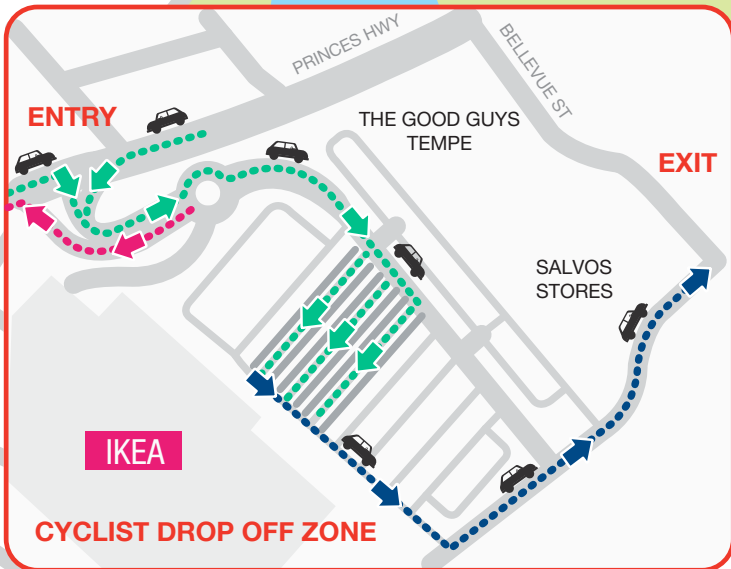 PRINCES HWY
BELLEVUE ST
ENTRY
THE GOOD GUYS
TEMPE
EXIT
SALVOS
STORES
IKEA
CYCLIST DROP OFF ZONE